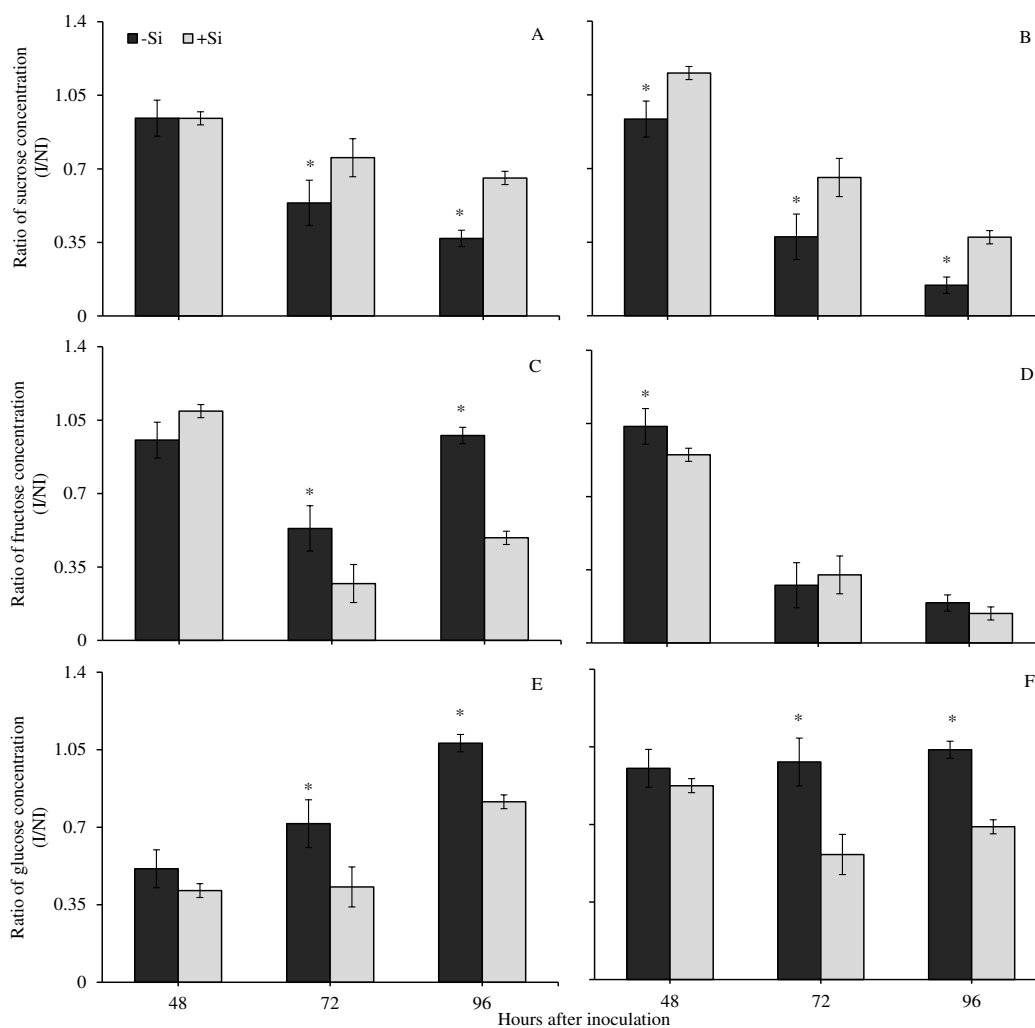 1.4
-Si +Si
A
B
1.05
0.7
0.35
0
Ratio of sucrose concentration
(I/NI)
*
*
*
*
*
1.4
C
D
1.05
0.7
0.35
0
Ratio of fructose concentration
(I/NI)
*
*
*
1.4
E
F
1.05
0.7
0.35
0
Ratio of glucose concentration
(I/NI)
*
*
*
*
48 72 96 48 72 96
Hours after inoculation